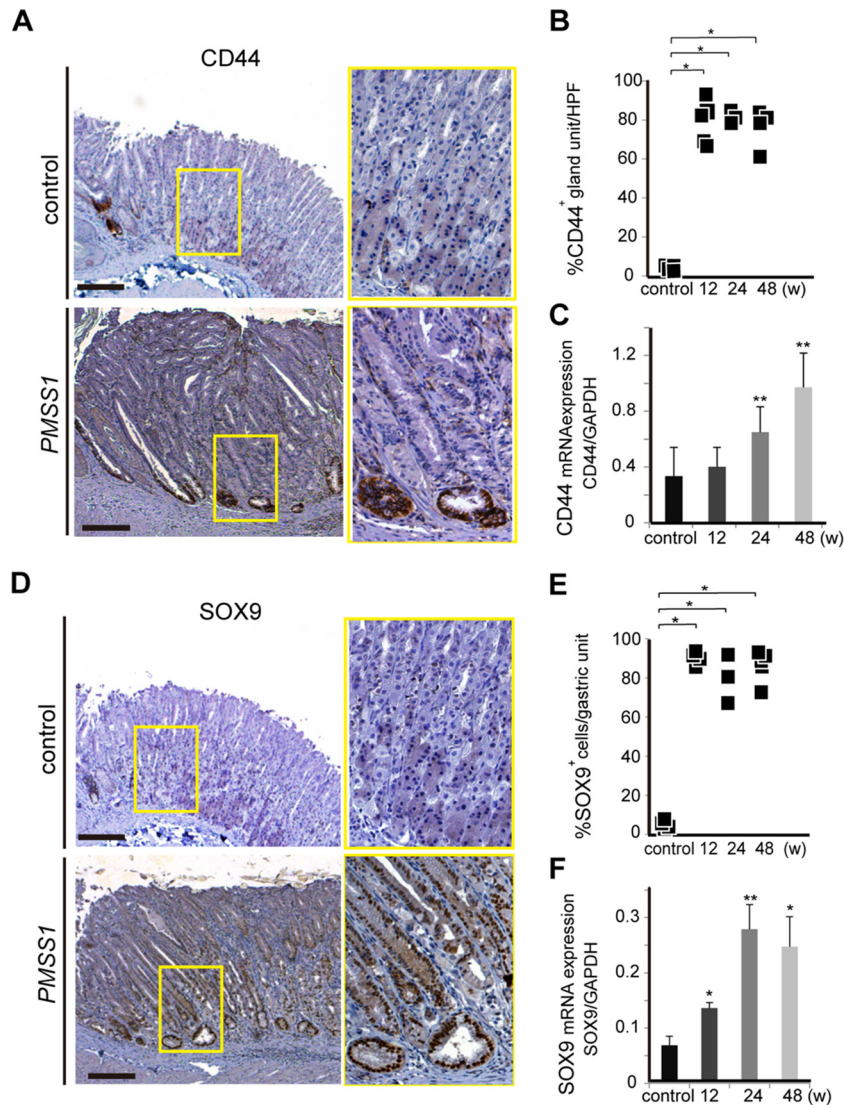 A
CD44
control
PMSS1
B
* 
*
*
%CD44+ gland unit/HPF
100
80
60
40
20
0
control 12 24 48 (w)
C
CD44 mRNAexpression
CD44/GAPDH
1.2
0.8
0.4
0
**
**
control 12 24 48 (w)
D
SOX9
control
PMSS1
E
*
*
*
%SOX9+ cells/gastric unit
100
80
60
40
20
0
control 12 24 48 (w)
F
SOX9 mRNA expression
SOX9/GAPDH
0.3
0.2
0.1
0
*
**
*
control 12 24 48 (w)